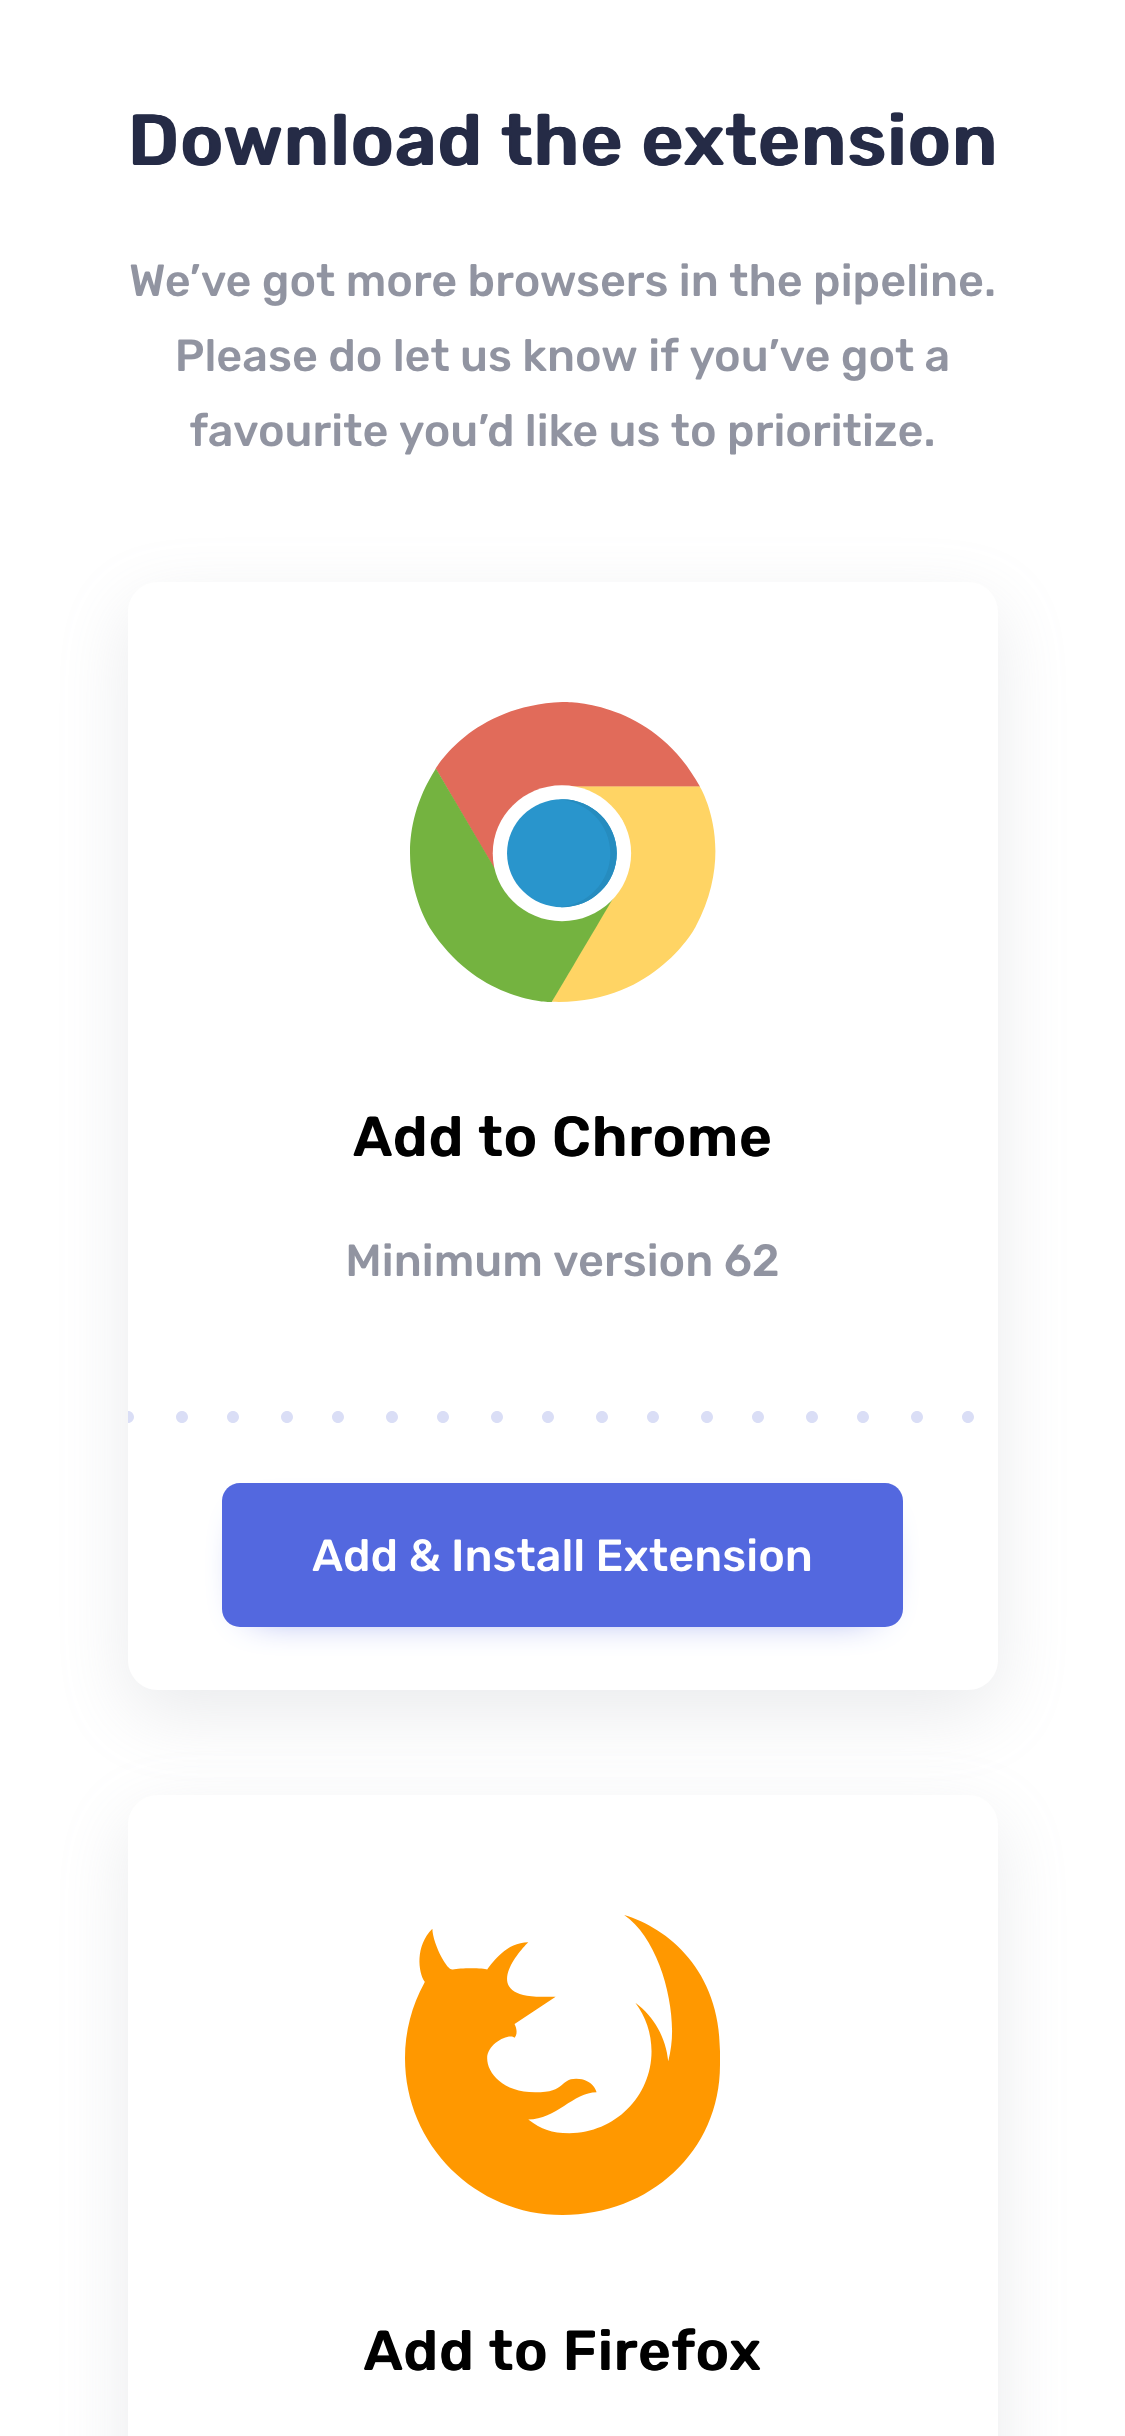 Download the extension
We’ve got more browsers in the pipeline.
Please do let us know if you’ve got a
favourite you’d like us to prioritize.
Add to Chrome
Minimum version 62
Add & Install Extension
Add to Firefox